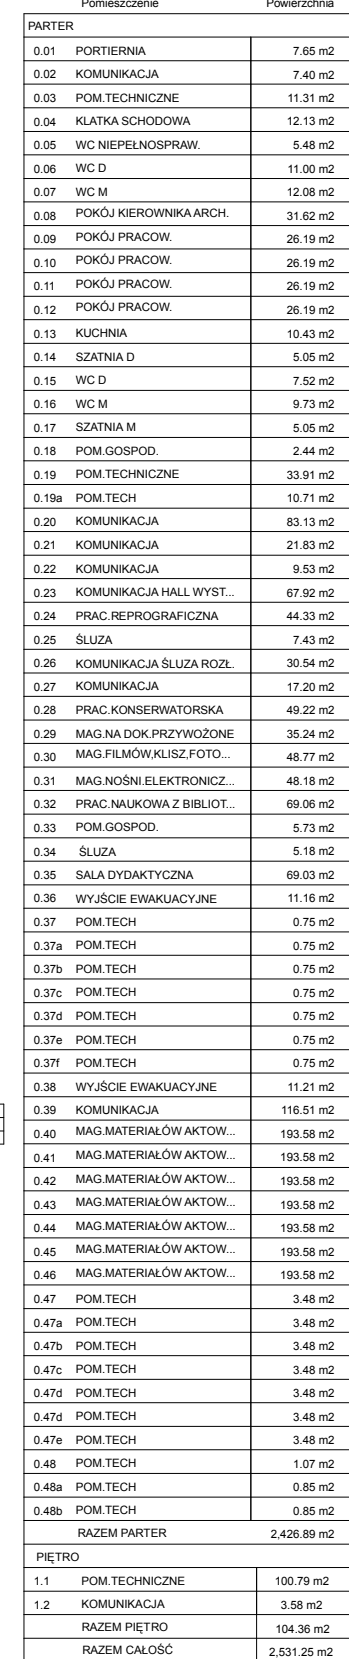 Pomieszczenie Powierzchnia
PARTER
0.01 PORTIERNIA 7.65 m2
0.02 KOMUNIKACJA 7.40 m2
0.03 POM.TECHNICZNE 11.31 m2
0.04 KLATKA SCHODOWA 12.13 m2
0.05 WC NIEPEŁNOSPRAW. 5.48 m2
0.06 WC D 11.00 m2
0.07 WC M 12.08 m2
0.08 POKÓJ KIEROWNIKA ARCH. 31.62 m2
0.09 POKÓJ PRACOW. 26.19 m2
0.10 POKÓJ PRACOW. 26.19 m2
0.11 POKÓJ PRACOW. 26.19 m2
0.12 POKÓJ PRACOW. 26.19 m2
0.13 KUCHNIA 10.43 m2
0.14 SZATNIA D 5.05 m2
0.15 WC D 7.52 m2
0.16 WC M 9.73 m2
0.17 SZATNIA M 5.05 m2
0.18 POM.GOSPOD. 2.44 m2
0.19 POM.TECHNICZNE 33.91 m2
0.19a POM.TECH 10.71 m2
0.20 KOMUNIKACJA 83.13 m2
0.21 KOMUNIKACJA 21.83 m2
0.22 KOMUNIKACJA 9.53 m2
0.23 KOMUNIKACJA HALL WYST... 67.92 m2
0.24 PRAC.REPROGRAFICZNA 44.33 m2
0.25 ŚLUZA 7.43 m2
0.26 KOMUNIKACJA ŚLUZA ROZŁ. 30.54 m2
0.27 KOMUNIKACJA 17.20 m2
0.28 PRAC.KONSERWATORSKA 49.22 m2
0.29 MAG.NA DOK.PRZYWOŻONE 35.24 m2
0.30 MAG.FILMÓW,KLISZ,FOTO... 48.77 m2
0.31 MAG.NOŚNI.ELEKTRONICZ... 48.18 m2
0.32 PRAC.NAUKOWA Z BIBLIOT... 69.06 m2
0.33 POM.GOSPOD. 5.73 m2
0.34 ŚLUZA 5.18 m2
0.35 SALA DYDAKTYCZNA 69.03 m2
0.36 WYJŚCIE EWAKUACYJNE 11.16 m2
0.37 POM.TECH 0.75 m2
0.37a POM.TECH 0.75 m2
0.37b POM.TECH 0.75 m2
0.37c POM.TECH 0.75 m2
0.37d POM.TECH 0.75 m2
0.37e POM.TECH 0.75 m2
0.37f POM.TECH 0.75 m2
0.38 WYJŚCIE EWAKUACYJNE 11.21 m2
0.39 KOMUNIKACJA 116.51 m2
0.40 MAG.MATERIAŁÓW AKTOW... 193.58 m2
0.41 MAG.MATERIAŁÓW AKTOW... 193.58 m2
0.42 MAG.MATERIAŁÓW AKTOW... 193.58 m2
0.43 MAG.MATERIAŁÓW AKTOW... 193.58 m2
0.44 MAG.MATERIAŁÓW AKTOW... 193.58 m2
0.45 MAG.MATERIAŁÓW AKTOW... 193.58 m2
0.46 MAG.MATERIAŁÓW AKTOW... 193.58 m2
0.47 POM.TECH 3.48 m2
0.47a POM.TECH 3.48 m2
0.47b POM.TECH 3.48 m2
0.47c POM.TECH 3.48 m2
0.47d POM.TECH 3.48 m2
0.47d POM.TECH 3.48 m2
0.47e POM.TECH 3.48 m2
0.48 POM.TECH 1.07 m2
0.48a POM.TECH 0.85 m2
0.48b POM.TECH 0.85 m2
RAZEM PARTER 2,426.89 m2
PIĘTRO
1.1 POM.TECHNICZNE 100.79 m2
1.2 KOMUNIKACJA 3.58 m2
RAZEM PIĘTRO 104.36 m2
RAZEM CAŁOŚĆ 2,531.25 m2